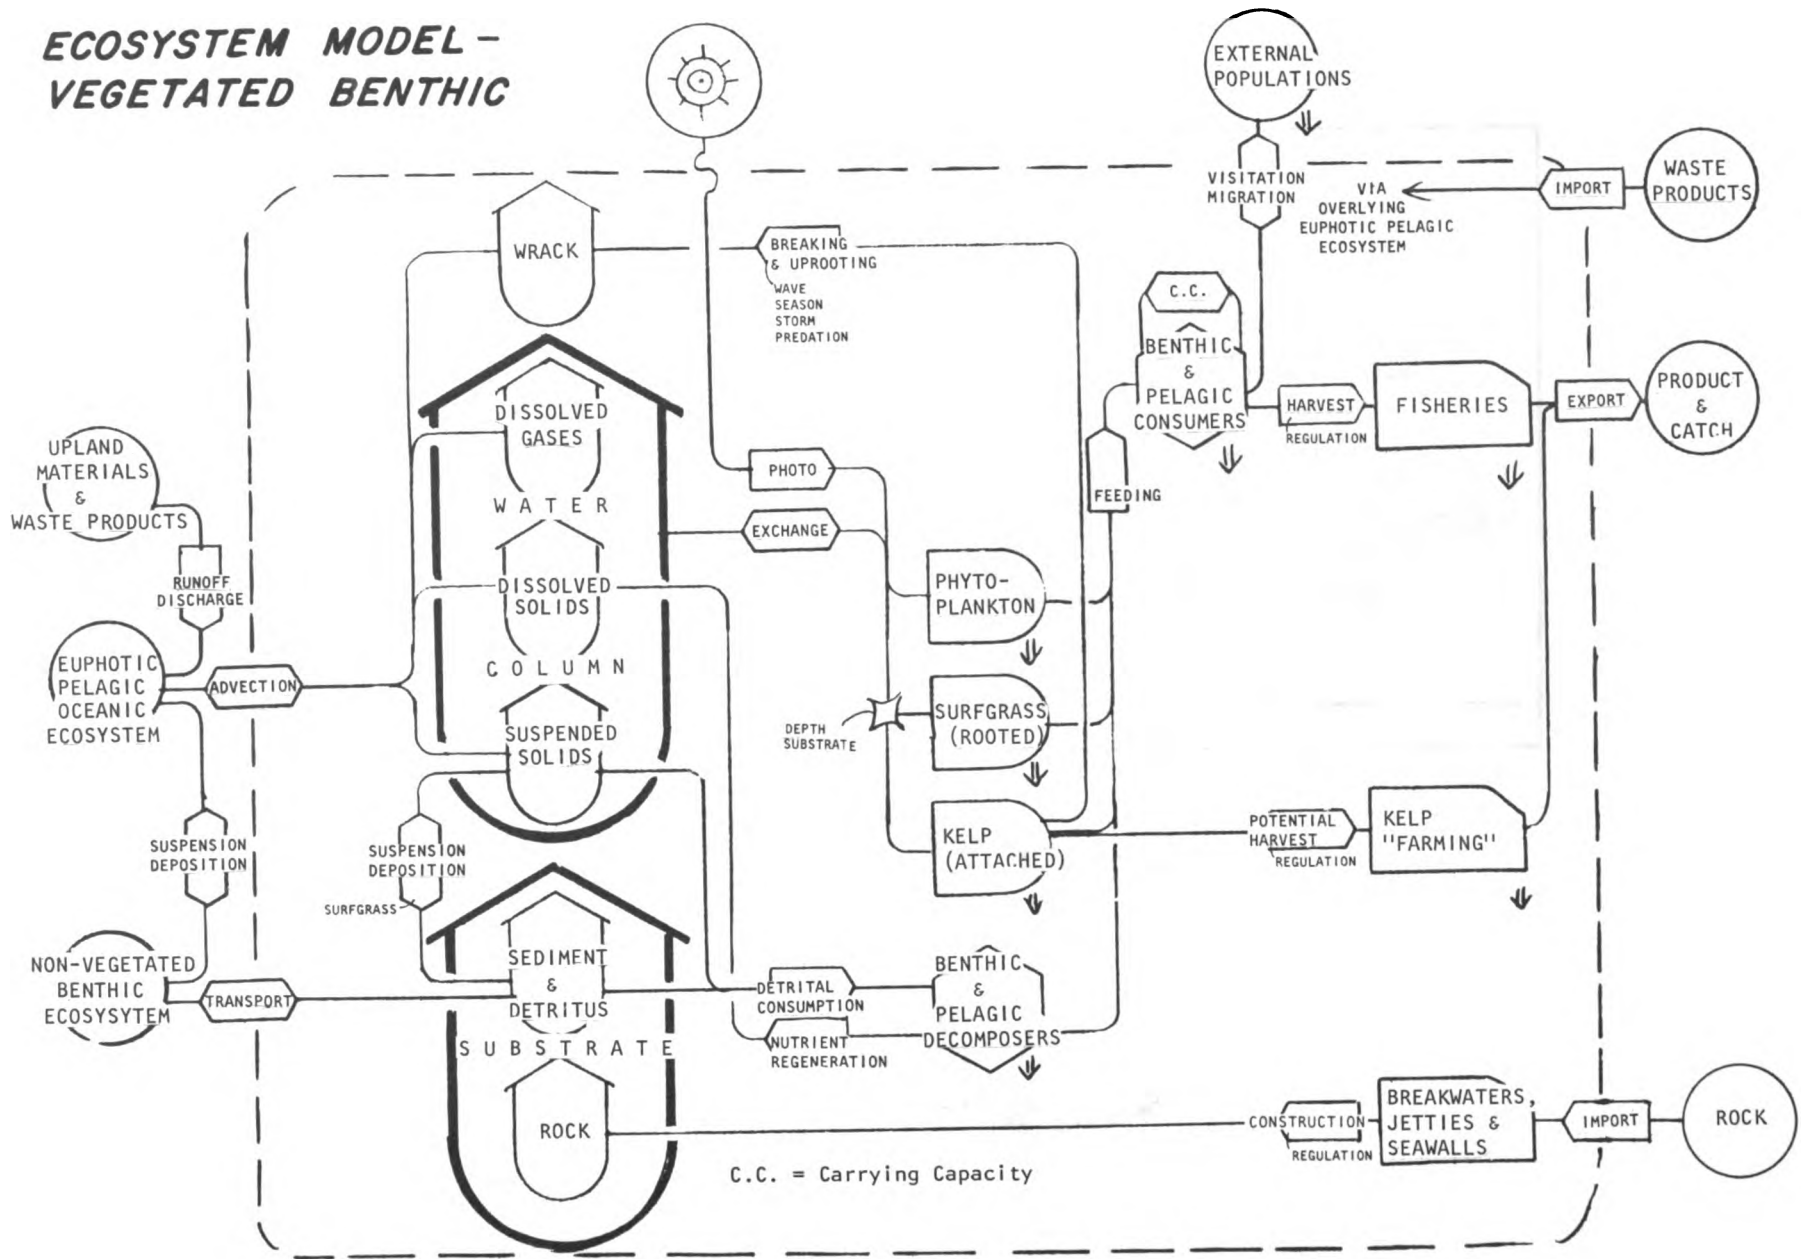 ECOSYSTEM MODEL -
VEGETATED BENTHIC
EXTERNAL
POPULATIONS
VISITATION
MIGRATION
VIA
OVERLYING
EUPHOTIC PELAGIC
ECOSYSTEM
IMPORT
WASTE
PRODUCTS
WRACK
BREAKING
& UPROOTING
WAVE
SEASON
STORM
PREDATION
C.C.
BENTHIC
&
PELAGIC
CONSUMERS
HARVEST
REGULATION
FISHERIES
EXPORT
PRODUCT
&
CATCH
DISSOLVED
GASES
UPLAND
MATERIALS
&
WASTE PRODUCTS
PHOTO
FEEDING
WATER
EXCHANGE
RUNOFF
DISCHARGE
DISSOLVED
SOLIDS
PHYTO-
PLANKTON
EUPHOTIC
PELAGIC
OCEANIC
ECOSYSTEM
ADVECTION
COLUMN
SUSPENDED
SOLIDS
DEPTH
SUBSTRATE
SURFGRASS
(ROOTED)
SUSPENSION
DEPOSITION
SUSPENSION
DEPOSITION
SURFGRASS
KELP
(ATTACHED)
POTENTIAL
HARVEST
REGULATION
KELP
"FARMING"
NON-VEGETATED
BENTHIC
ECOSYSYTEM
TRANSPORT
SEDIMENT
&
DETRITUS
DETRITAL
CONSUMPTION
BENTHIC
&
PELAGIC
DECOMPOSERS
NUTRIENT
REGENERATION
SUBSTRATE
ROCK
CONSTRUCTION
REGULATION
BREAKWATERS,
JETTIES &
SEAWALLS
IMPORT
ROCK
C.C. = Carrying Capacity